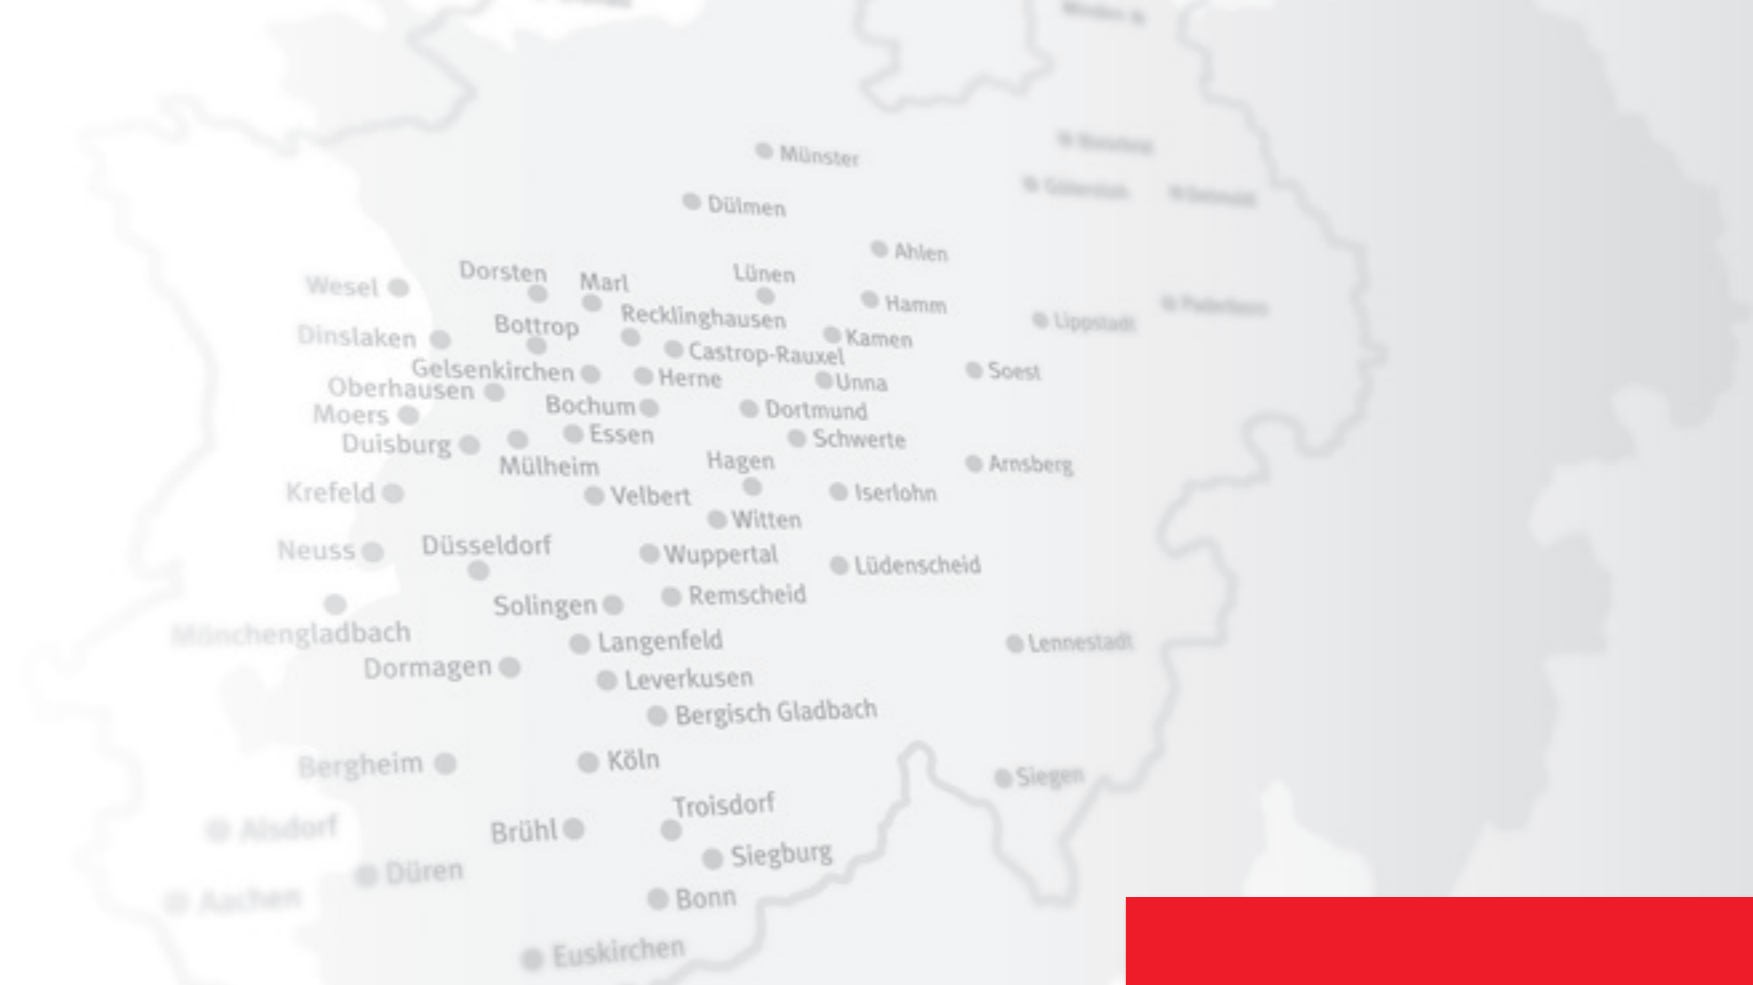 Münster
Dülmen
Ahlen
Dorsten
Marl
Lünen
Wesel
Hamm
Recklinghausen
Lippstadt
Paderborn
Dinslaken
Bottrop
Kamen
Castrop-Rauxel
Gelsenkirchen
Herne
Unna
Soest
Oberhausen
Moers
Bochum
Dortmund
Duisburg
Essen
Schwerte
Mülheim
Hagen
Arnsberg
Krefeld
Velbert
Iserlohn
Witten
Neuss
Düsseldorf
Wuppertal
Lüdenscheid
Solingen
Remscheid
Mönchengladbach
Langenfeld
Lennestadt
Dormagen
Leverkusen
Bergisch Gladbach
Bergheim
Köln
Siegen
Troisdorf
Alsdorf
Brühl
Siegburg
Düren
Aachen
Bonn
Euskirchen